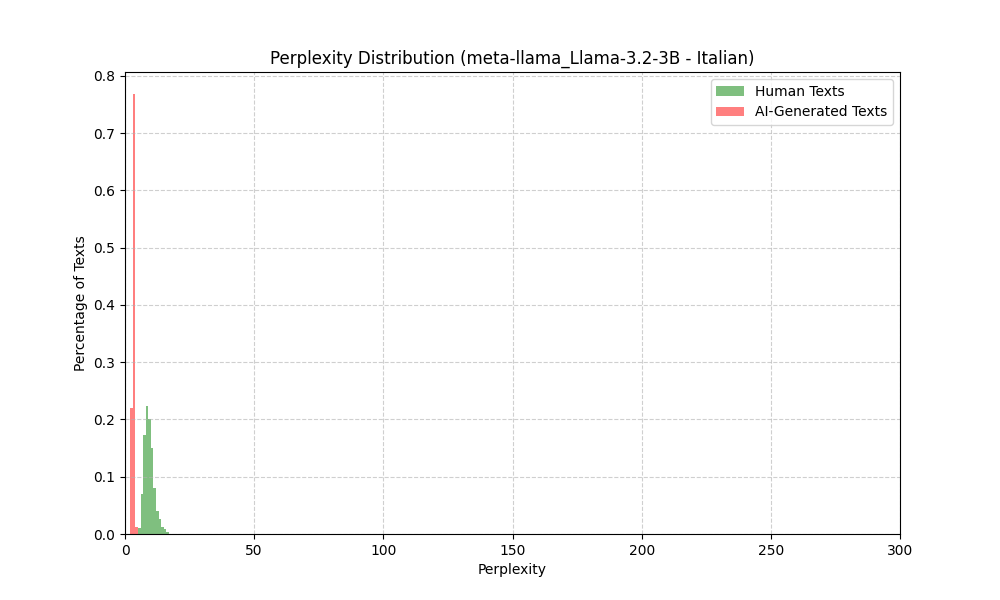 Perplexity Distribution (meta-llama_Llama-3.2-3B - Italian)
Human Texts
AI-Generated Texts
Percentage of Texts
0.8
0.7
0.6
0.5
0.4
0.3
0.2
0.1
0.0
0 50 100 150 200 250 300
Perplexity